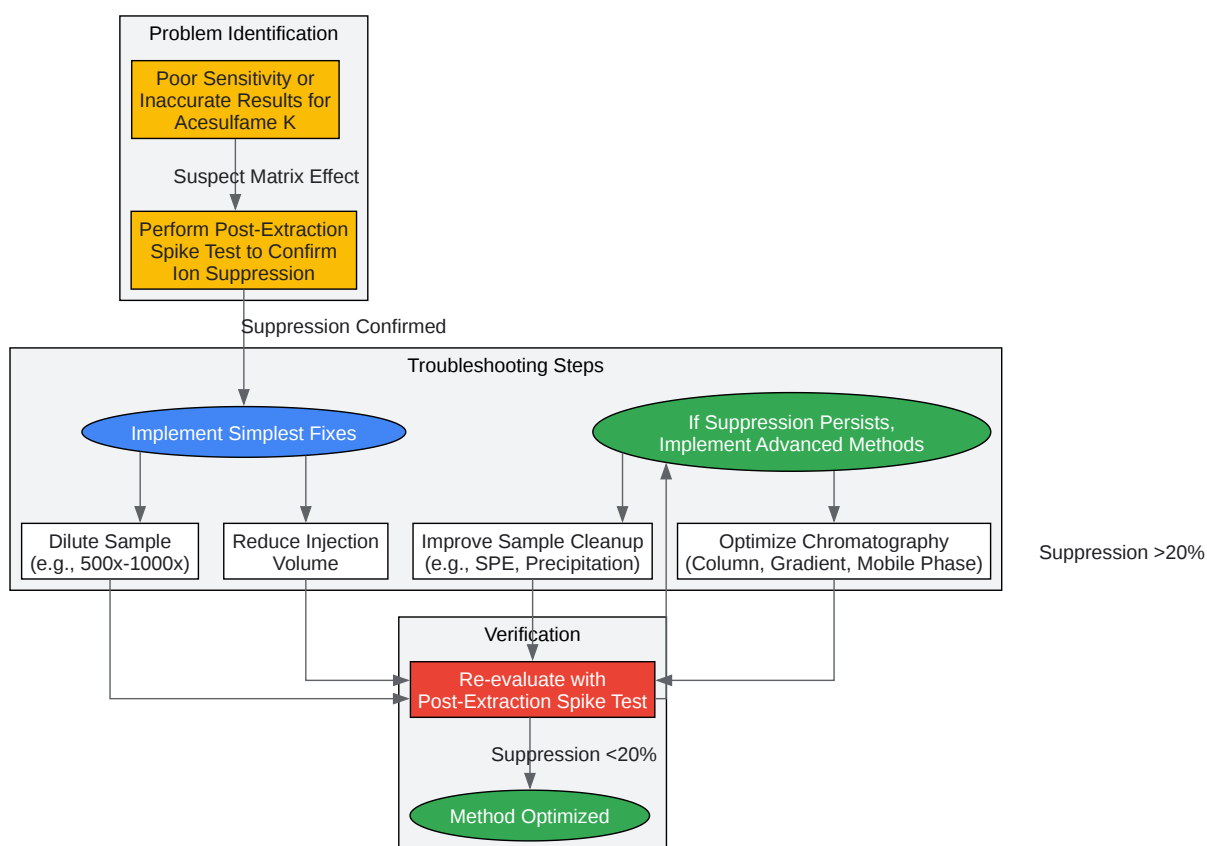 Problem Identification
Poor Sensitivity or
Inaccurate Results for
Acesulfame K
Suspect Matrix Effect
Perform Post-Extraction
Spike Test to Confirm
Ion Suppression
Suppression Confirmed
Troubleshooting Steps
Implement Simplest Fixes
If Suppression Persists,
Implement Advanced Methods
Dilute Sample
(e.g., 500x-1000x)
Reduce Injection
Volume
Improve Sample Cleanup
(e.g., SPE, Precipitation)
Optimize Chromatography
(Column, Gradient, Mobile Phase)
Suppression >20%
Verification
Re-evaluate with
Post-Extraction Spike Test
Suppression <20%
Method Optimized